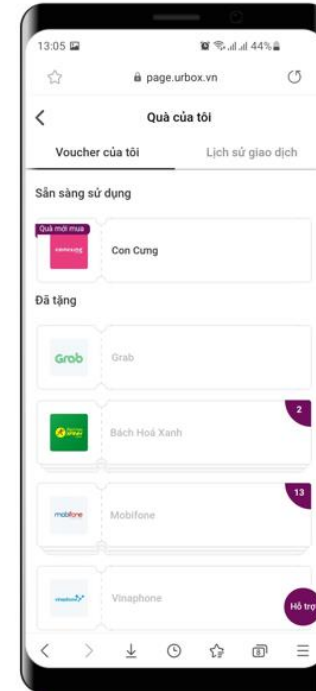 13:05
44%
page.urbox.vn
Quà của tôi
Voucher của tôi
Lịch sử giao dịch
Sẵn sàng sử dụng
Quà mới mua
Con Cưng
Đã tặng
Grab
Grab
2
Bách Hoá Xanh
13
mobifone
Mobifone
vinaphone
Vinaphone
Hỗ trợ
8